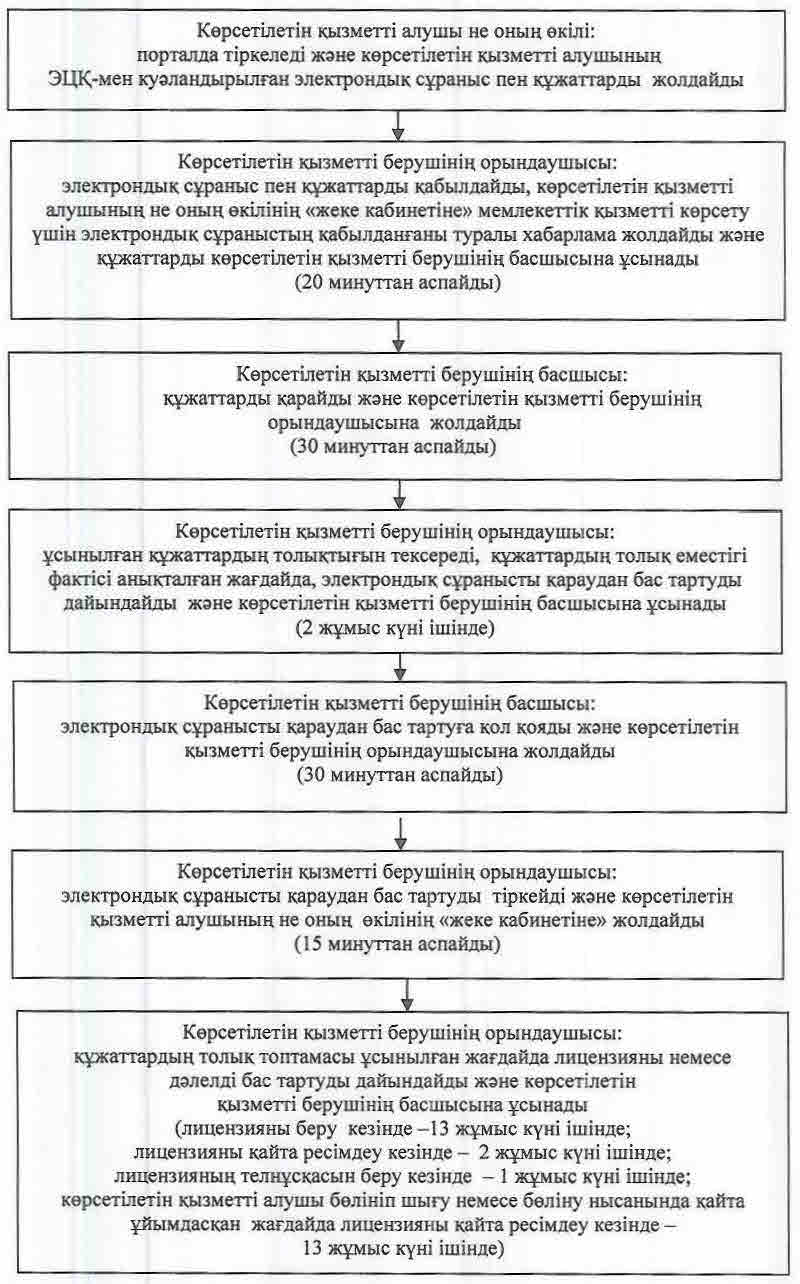 Көрсетілетін қызметті алушы не оның өкілі:
порталда тіркеледі және көрсетілетін қызметті алушының
ЭЦҚ-мен куәландырылған электрондық сұраныс пен құжаттарды жолдайды
Көрсетілетін қызметті берушінің орындаушысы:
электрондық сұраныс пен құжаттарды қабылдайды, көрсетілетін қызметті
алушының не оның өкілінің «жеке кабинетіне» мемлекеттік қызметті көрсету
үшін электрондық сұраныстың қабылданғаны туралы хабарлама жолдайды және
құжаттарды көрсетілетін қызметті берушінің басшысына ұсынады
(20 минуттан аспайды)
Көрсетілетін қызметті берушінің басшысы:
құжаттарды қарайды және көрсетілетін қызметті берушінің
орындаушысына жолдайды
(30 минуттан аспайды)
Көрсетілетін қызметті берушінің орындаушысы:
ұсынылған құжаттардың толықтығын тексереді, құжаттардың толық еместігі
фактісі анықталған жағдайда, электрондық сұранысты қараудан бас тартуды
дайындайды және көрсетілетін қызметті берушінің басшысына ұсынады
(2 жұмыс күні ішінде)
Көрсетілетін қызметті берушінің басшысы:
электрондық сұранысты қараудан бас тартуға қол қояды және көрсетілетін
қызметті берушінің орындаушысына жолдайды
(30 минуттан аспайды)
Көрсетілетін қызметті берушінің орындаушысы:
электрондық сұранысты қараудан бас тартуды тіркейді және көрсетілетін
қызметті алушының не оның өкілінің «жеке кабинетіне» жолдайды
(15 минуттан аспайды)
Көрсетілетін қызметті берушінің орындаушысы:
құжаттардың толық топтамасы ұсынылған жағдайда лицензияны немесе
дәлелді бас тартуды дайындайды және көрсетілетін
қызметті берушінің басшысына ұсынады
(лицензияны беру кезінде –13 жұмыс күні ішінде;
лицензияны қайта ресімдеу кезінде – 2 жұмыс күні ішінде;
лицензияның телнұсқасын беру кезінде – 1 жұмыс күні ішінде;
көрсетілетін қызметті алушы бөлініп шығу немесе бөліну нысанында қайта
ұйымдасқан жағдайда лицензияны қайта ресімдеу кезінде –
13 жұмыс күні ішінде)